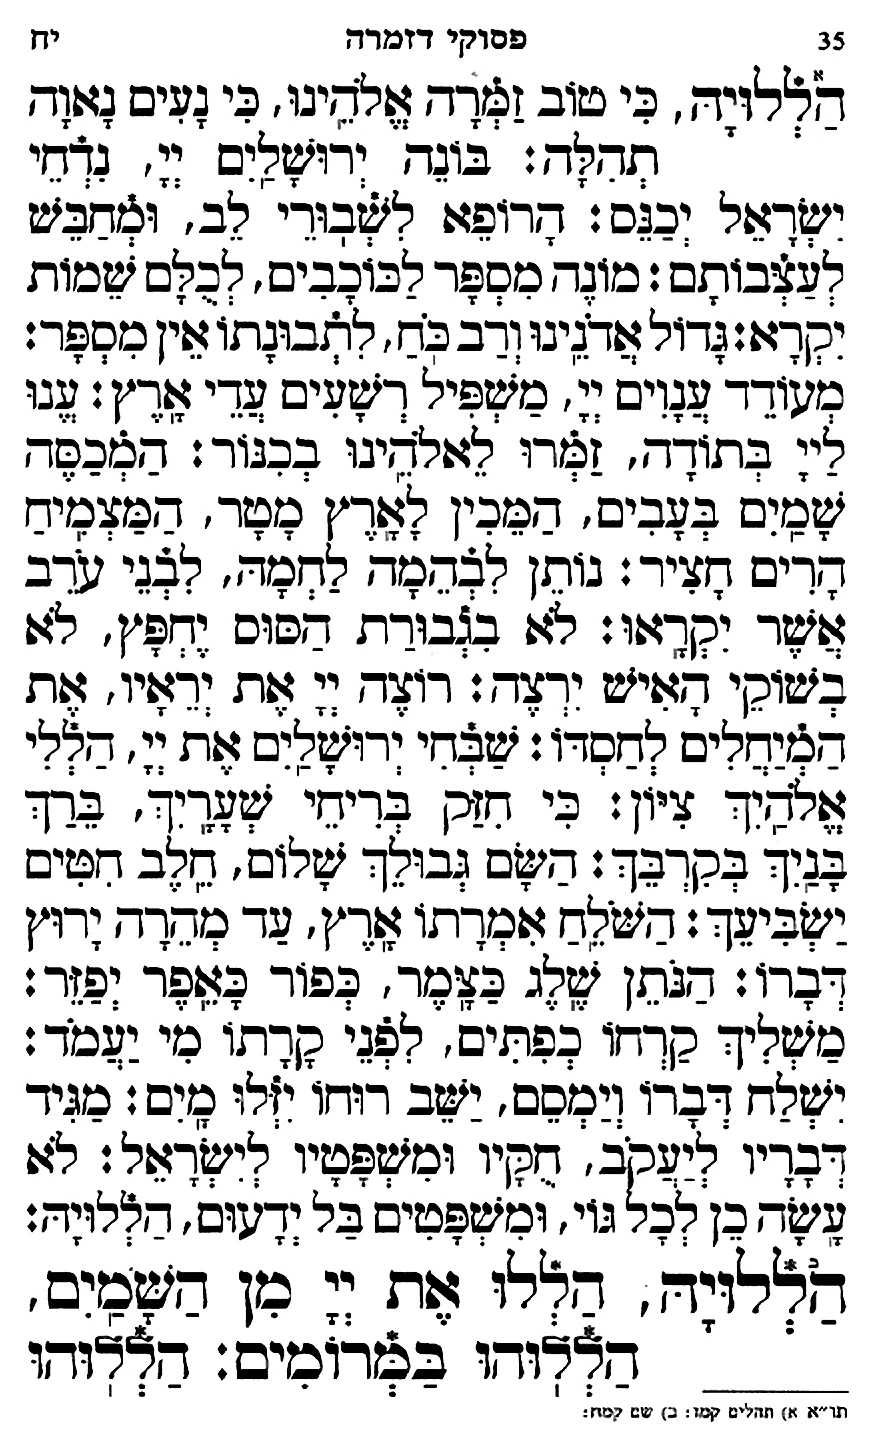 35 פסוקי דזמרה יח
הַלְלוּיָהּ, כִּי טוֹב זַמְּרָה אֱלֹהֵינוּ, כִּי נָעִים נָאוָה
תְהִלָּה: בּוֹנֵה יְרוּשָׁלַיִם יְיָ, נִדְחֵי
יִשְׂרָאֵל יְכַנֵּס: הָרוֹפֵא לִשְׁבוּרֵי לֵב, וּמְחַבֵּשׁ
לְעַצְּבוֹתָם: מוֹנֶה מִסְפָּר לַכּוֹכָבִים, לְכֻלָּם שֵׁמוֹת
יִקְרָא: גָּדוֹל אֲדֹנֵינוּ וְרַב כֹּחַ, לִתְבוּנָתוֹ אֵין מִסְפָּר:
מְעוֹדֵד עֲנָוִים יְיָ, מַשְׁפִּיל רְשָׁעִים עֲדֵי אָרֶץ: עֱנוּ
לַייָ בְּתוֹדָה, זַמְּרוּ לֵאלֹהֵינוּ בְכִנּוֹר: הַמְכַסֶּה
שָׁמַיִם בְּעָבִים, הַמֵּכִין לָאָרֶץ מָטָר, הַמַּצְמִיחַ
הָרִים חָצִיר: נוֹתֵן לִבְהֵמָה לַחְמָהּ, לִבְנֵי עֹרֵב
אֲשֶׁר יִקְרָאוּ: לֹא בִגְבוּרַת הַסּוּס יֶחְפָּץ, לֹא
בְשׁוֹקֵי הָאִישׁ יִרְצֶה: רוֹצֶה יְיָ אֶת יְרֵאָיו, אֶת
הַמְיַחֲלִים לְחַסְדּוֹ: שַׁבְּחִי יְרוּשָׁלַיִם אֶת יְיָ, הַלְלִי
אֱלֹהַיִךְ צִיּוֹן: כִּי חִזַּק בְּרִיחֵי שְׁעָרָיִךְ, בֵּרַךְ
בָּנַיִךְ בְּקִרְבֵּךְ: הַשָּׂם גְּבוּלֵךְ שָׁלוֹם, חֵלֶב חִטִּים
יַשְׂבִּיעֵךְ: הַשֹּׁלֵחַ אִמְרָתוֹ אָרֶץ, עַד מְהֵרָה יָרוּץ
דְּבָרוֹ: הַנֹּתֵן שֶׁלֶג כַּצָּמֶר, כְּפוֹר כָּאֵפֶר יְפַזֵּר:
מַשְׁלִיךְ קַרְחוֹ כְפִתִּים, לִפְנֵי קָרָתוֹ מִי יַעֲמֹד:
יִשְׁלַח דְּבָרוֹ וְיַמְסֵם, יַשֵּׁב רוּחוֹ יִזְּלוּ מָיִם: מַגִּיד
דְּבָרָיו לְיַעֲקֹב, חֻקָּיו וּמִשְׁפָּטָיו לְיִשְׂרָאֵל: לֹא
עָשָׂה כֵן לְכָל גּוֹי, וּמִשְׁפָּטִים בַּל יְדָעוּם, הַלְלוּיָהּ:
הַלְלוּיָהּ, הַלְלוּ אֶת יְיָ מִן הַשָּׁמַיִם,
הַלְלוּהוּ בַּמְּרוֹמִים: הַלְלוּהוּ
תו״א א) תהלים קמז: ב) שם קמח: